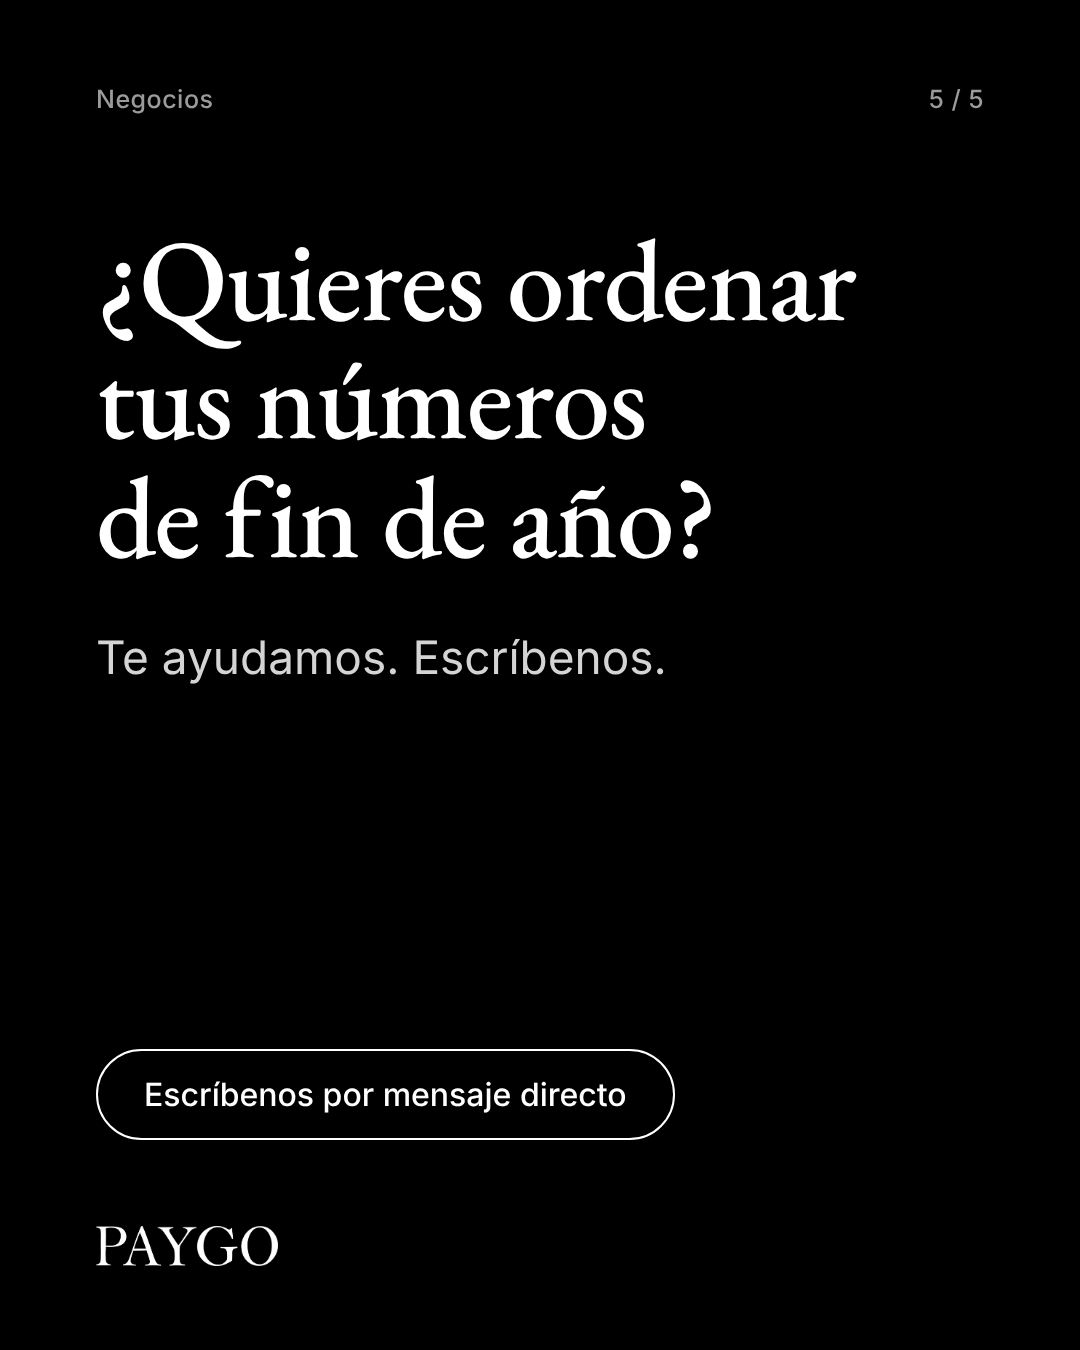 Negocios
5 / 5
¿Quieres ordenar
tus números
de fin de año?
Te ayudamos. Escríbenos.
Escríbenos por mensaje directo
PAYGO